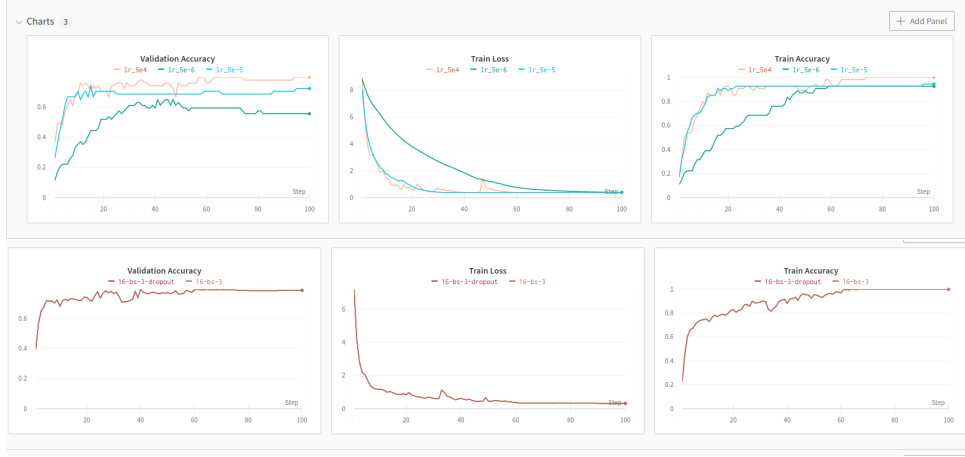 Charts 3
+ Add Panel
Validation Accuracy
lr_5e4 lr_5e-6 lr_5e-5
0.6
0.4
0.2
0
Step
20 40 60 80 100
Train Loss
lr_5e4 lr_5e-6 lr_5e-5
8
6
4
2
0
Step
20 40 60 80 100
Train Accuracy
lr_5e4 lr_5e-6 lr_5e-5
1
0.8
0.6
0.4
0.2
0
Step
20 40 60 80 100
Validation Accuracy
16-bs-3-dropout 16-bs-3
0.6
0.4
0.2
0
Step
20 40 60 80 100
Train Loss
16-bs-3-dropout 16-bs-3
6
4
2
0
Step
20 40 60 80 100
Train Accuracy
16-bs-3-dropout 16-bs-3
1
0.8
0.6
0.4
0.2
0
Step
20 40 60 80 100